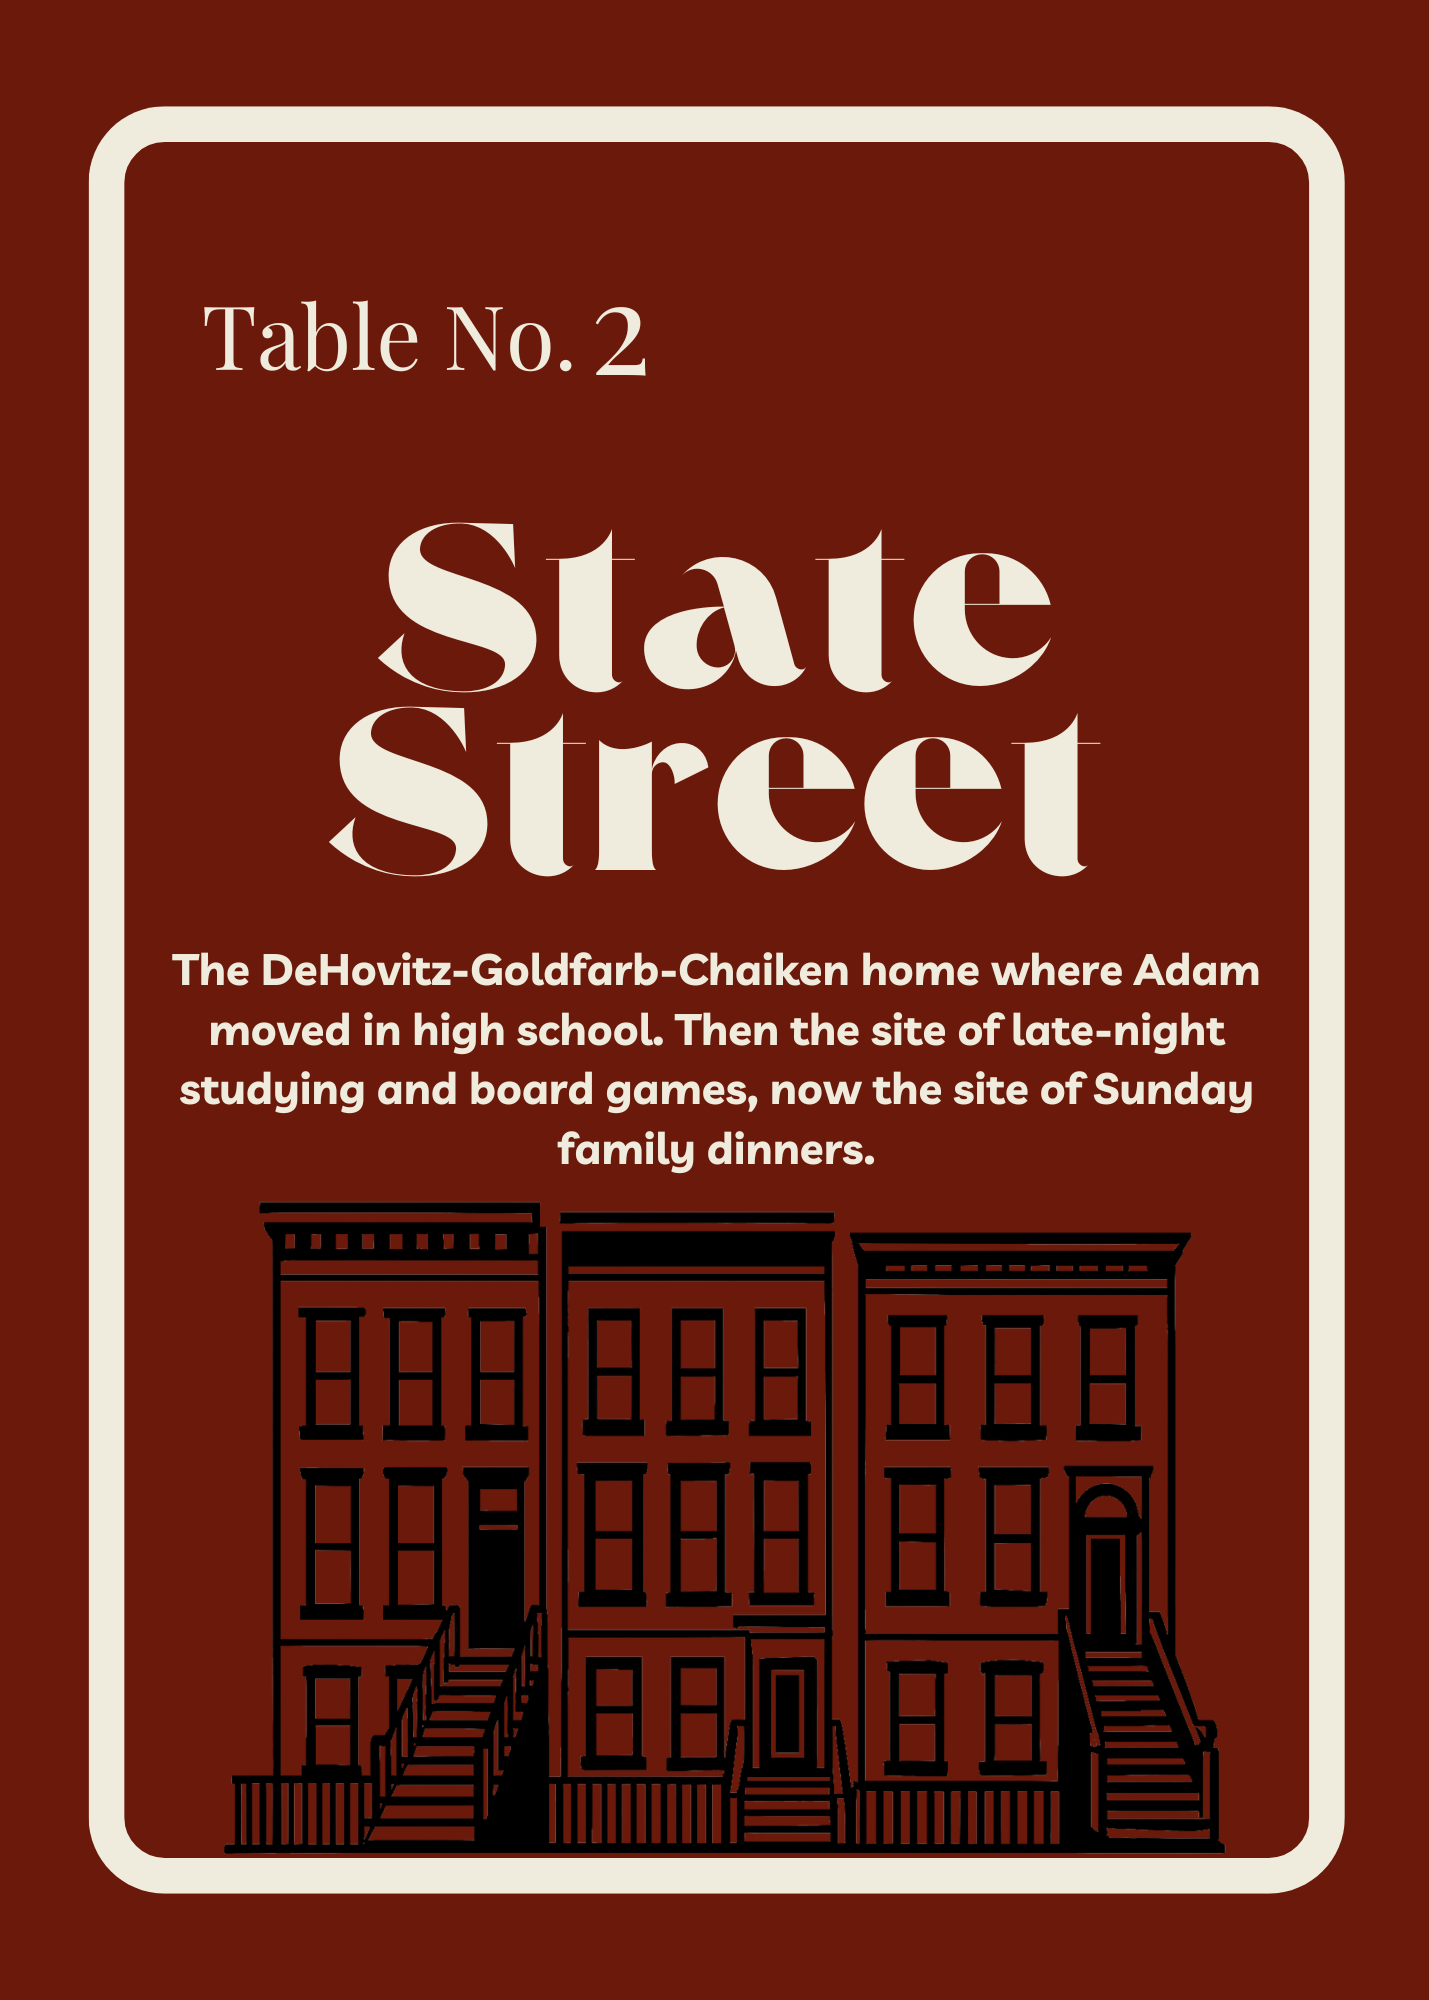 Table No. 2
State
Street
The DeHovitz-Goldfarb-Chaiken home where Adam
moved in high school. Then the site of late-night
studying and board games, now the site of Sunday
family dinners.